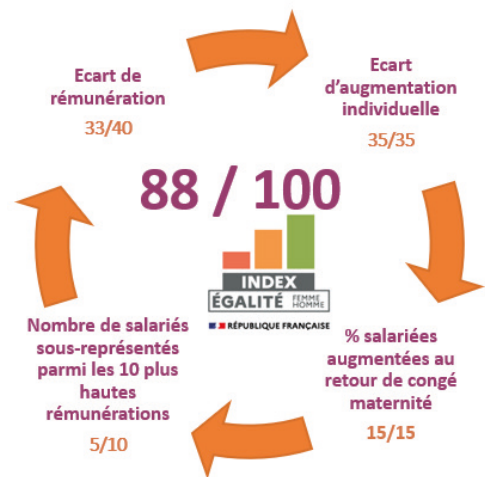 Ecart de
rémunération
33/40
Ecart
d'augmentation
individuelle
35/35
88 / 100
INDEX
ÉGALITÉ FEMME
HOMME
RÉPUBLIQUE FRANÇAISE
Nombre de salariés
sous-représentés
parmi les 10 plus
hautes
rémunérations
5/10
% salariées
augmentées au
retour de congé
maternité
15/15